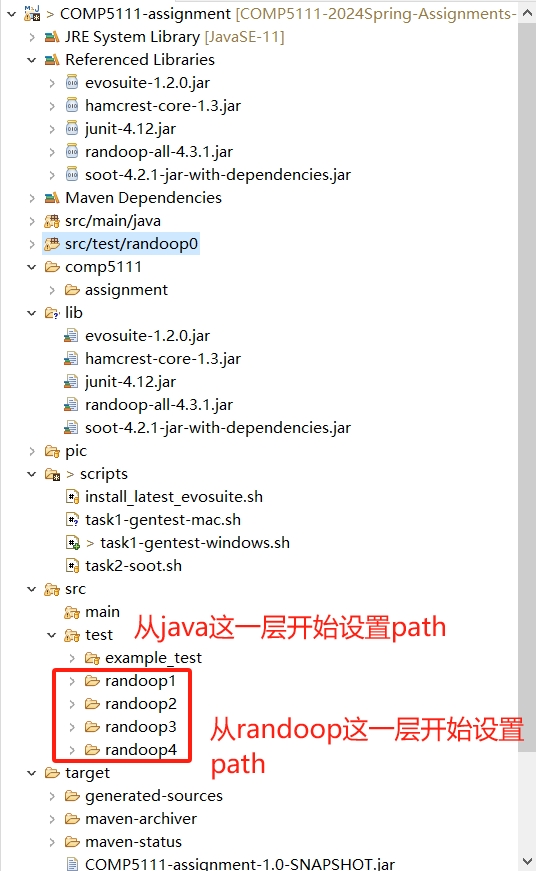 COMP5111-assignment [COMP5111-2024Spring-Assignments-
JRE System Library [JavaSE-11]
Referenced Libraries
evosuite-1.2.0.jar
hamcrest-core-1.3.jar
junit-4.12.jar
randoop-all-4.3.1.jar
soot-4.2.1-jar-with-dependencies.jar
Maven Dependencies
src/main/java
src/test/randoop0
comp5111
assignment
lib
evosuite-1.2.0.jar
hamcrest-core-1.3.jar
junit-4.12.jar
randoop-all-4.3.1.jar
soot-4.2.1-jar-with-dependencies.jar
pic
> scripts
install_latest_evosuite.sh
task1-gentest-mac.sh
> task1-gentest-windows.sh
task2-soot.sh
src
main
test
从java这一层开始设置path
example_test
randoop1
randoop2
randoop3
randoop4
从randoop这一层开始设置
path
target
generated-sources
maven-archiver
maven-status
COMP5111-assignment-1.0-SNAPSHOT.jar